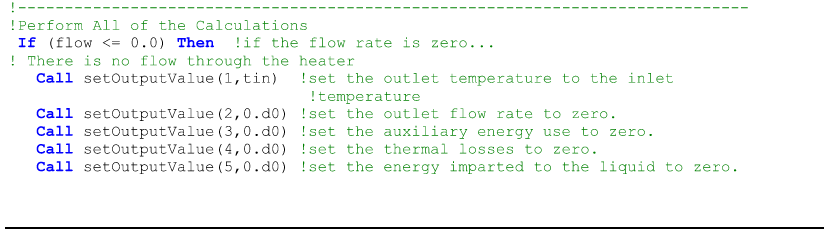 !------------------------------------------------------------------------------
!Perform All of the Calculations
If (flow <= 0.0) Then  !if the flow rate is zero...
! There is no flow through the heater
Call setOutputValue(1,tin)  !set the outlet temperature to the inlet
!temperature
Call setOutputValue(2,0.d0) !set the outlet flow rate to zero.
Call setOutputValue(3,0.d0) !set the auxiliary energy use to zero.
Call setOutputValue(4,0.d0) !set the thermal losses to zero.
Call setOutputValue(5,0.d0) !set the energy imparted to the liquid to zero.